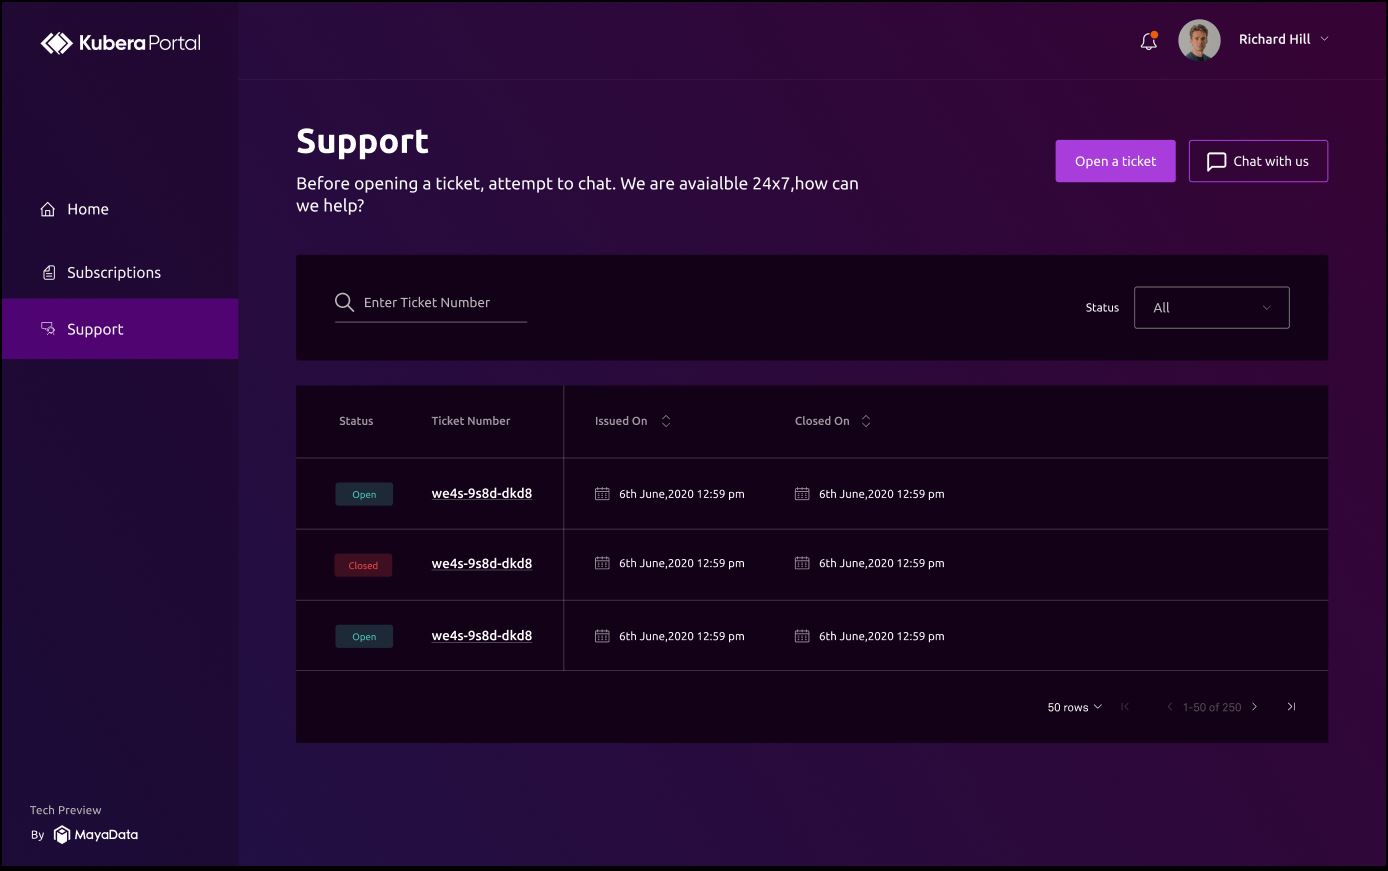 Kubera Portal
Richard Hill
Support
Before opening a ticket, attempt to chat. We are avaialble 24x7,how can
we help?
Open a ticket
Chat with us
Home
Subscriptions
Support
Enter Ticket Number
Status
All
Status
Ticket Number
Issued On
Closed On
Open
we4s-9s8d-dkd8
6th June,2020 12:59 pm
6th June,2020 12:59 pm
Closed
we4s-9s8d-dkd8
6th June,2020 12:59 pm
6th June,2020 12:59 pm
Open
we4s-9s8d-dkd8
6th June,2020 12:59 pm
6th June,2020 12:59 pm
50 rows
1-50 of 250
Tech Preview
By MayaData